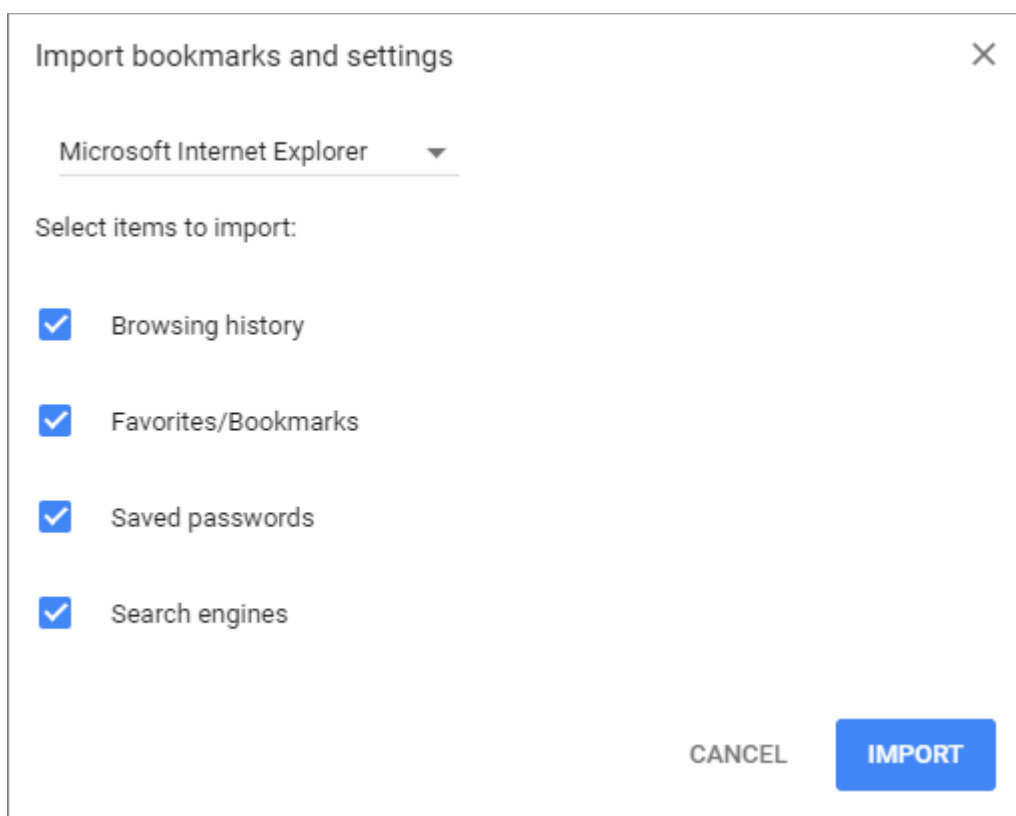 Import bookmarks and settings
Microsoft Internet Explorer
Select items to import:
Browsing history
Favorites/Bookmarks
Saved passwords
Search engines
CANCEL IMPORT